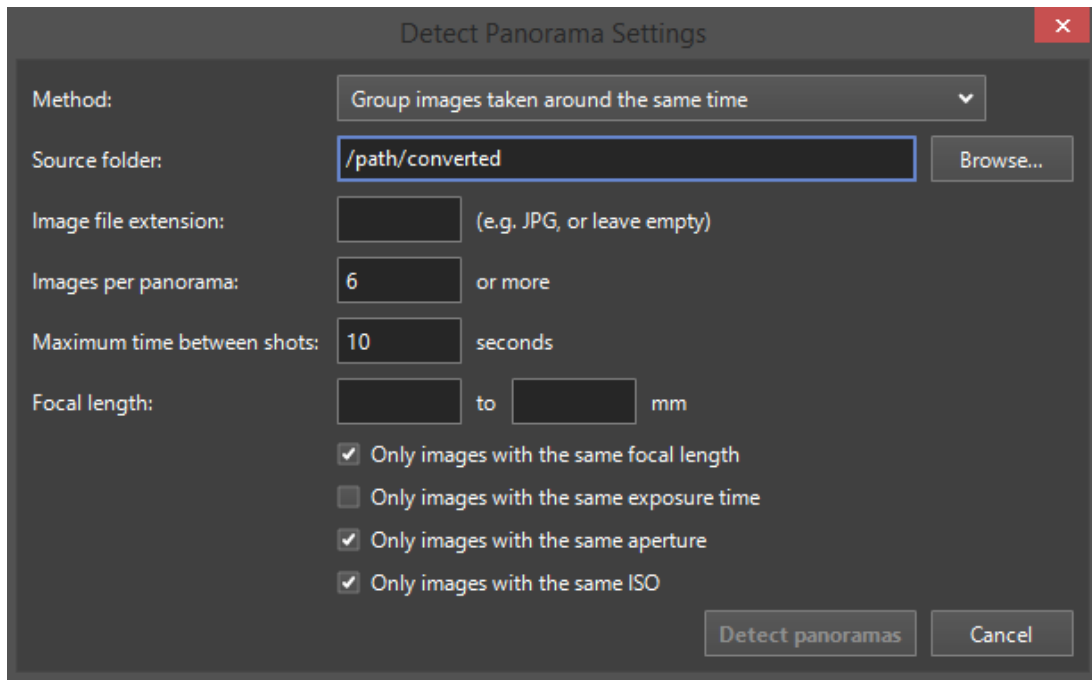 Detect Panorama Settings
Method: Group images taken around the same time
Source folder: /path/converted Browse...
Image file extension: (e.g. JPG, or leave empty)
Images per panorama: 6 or more
Maximum time between shots: 10 seconds
Focal length: to mm
Only images with the same focal length
Only images with the same exposure time
Only images with the same aperture
Only images with the same ISO
Detect panoramas Cancel